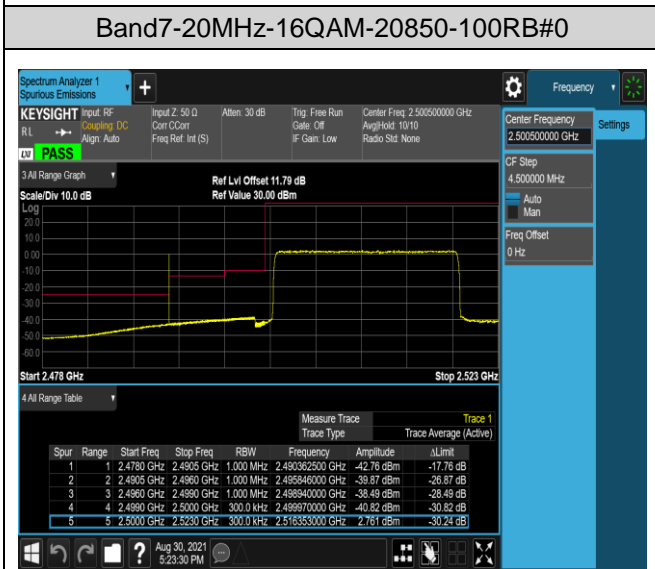 Band7-20MHz-16QAM-20850-100RB#0
Spectrum Analyzer 1
Spurious Emissions
Frequency
KEYSIGHT Input: RF Input Z: 50 Ω Atten: 30 dB Trig: Free Run Center Freq: 2.500500000 GHz
RL Coupling: DC Corr CCorr Gate: Off Avg|Hold: 10/10
Align: Auto Freq Ref: Int (S) IF Gain: Low Radio Std: None
LXI PASS
Center Frequency
2.500500000 GHz
Settings
CF Step
4.500000 MHz
Auto
Man
Freq Offset
0 Hz
3 All Range Graph
Ref Lvl Offset 11.79 dB
Scale/Div 10.0 dB Ref Value 30.00 dBm
Log
20.0
10.0
0.00
-10.0
-20.0
-30.0
-40.0
-50.0
-60.0
Start 2.478 GHz Stop 2.523 GHz
4 All Range Table
Measure Trace Trace 1
Trace Type Trace Average (Active)
Spur Range Start Freq Stop Freq RBW Frequency Amplitude ΔLimit
1 1 2.4780 GHz 2.4905 GHz 1.000 MHz 2.490362500 GHz -42.76 dBm -17.76 dB
2 2 2.4905 GHz 2.4960 GHz 1.000 MHz 2.495846000 GHz -39.87 dBm -26.87 dB
3 3 2.4960 GHz 2.4990 GHz 1.000 MHz 2.498940000 GHz -38.49 dBm -28.49 dB
4 4 2.4990 GHz 2.5000 GHz 300.0 kHz 2.499970000 GHz -40.82 dBm -30.82 dB
5 5 2.5000 GHz 2.5230 GHz 300.0 kHz 2.516353000 GHz 2.761 dBm -30.24 dB
Aug 30, 2021
5:23:30 PM